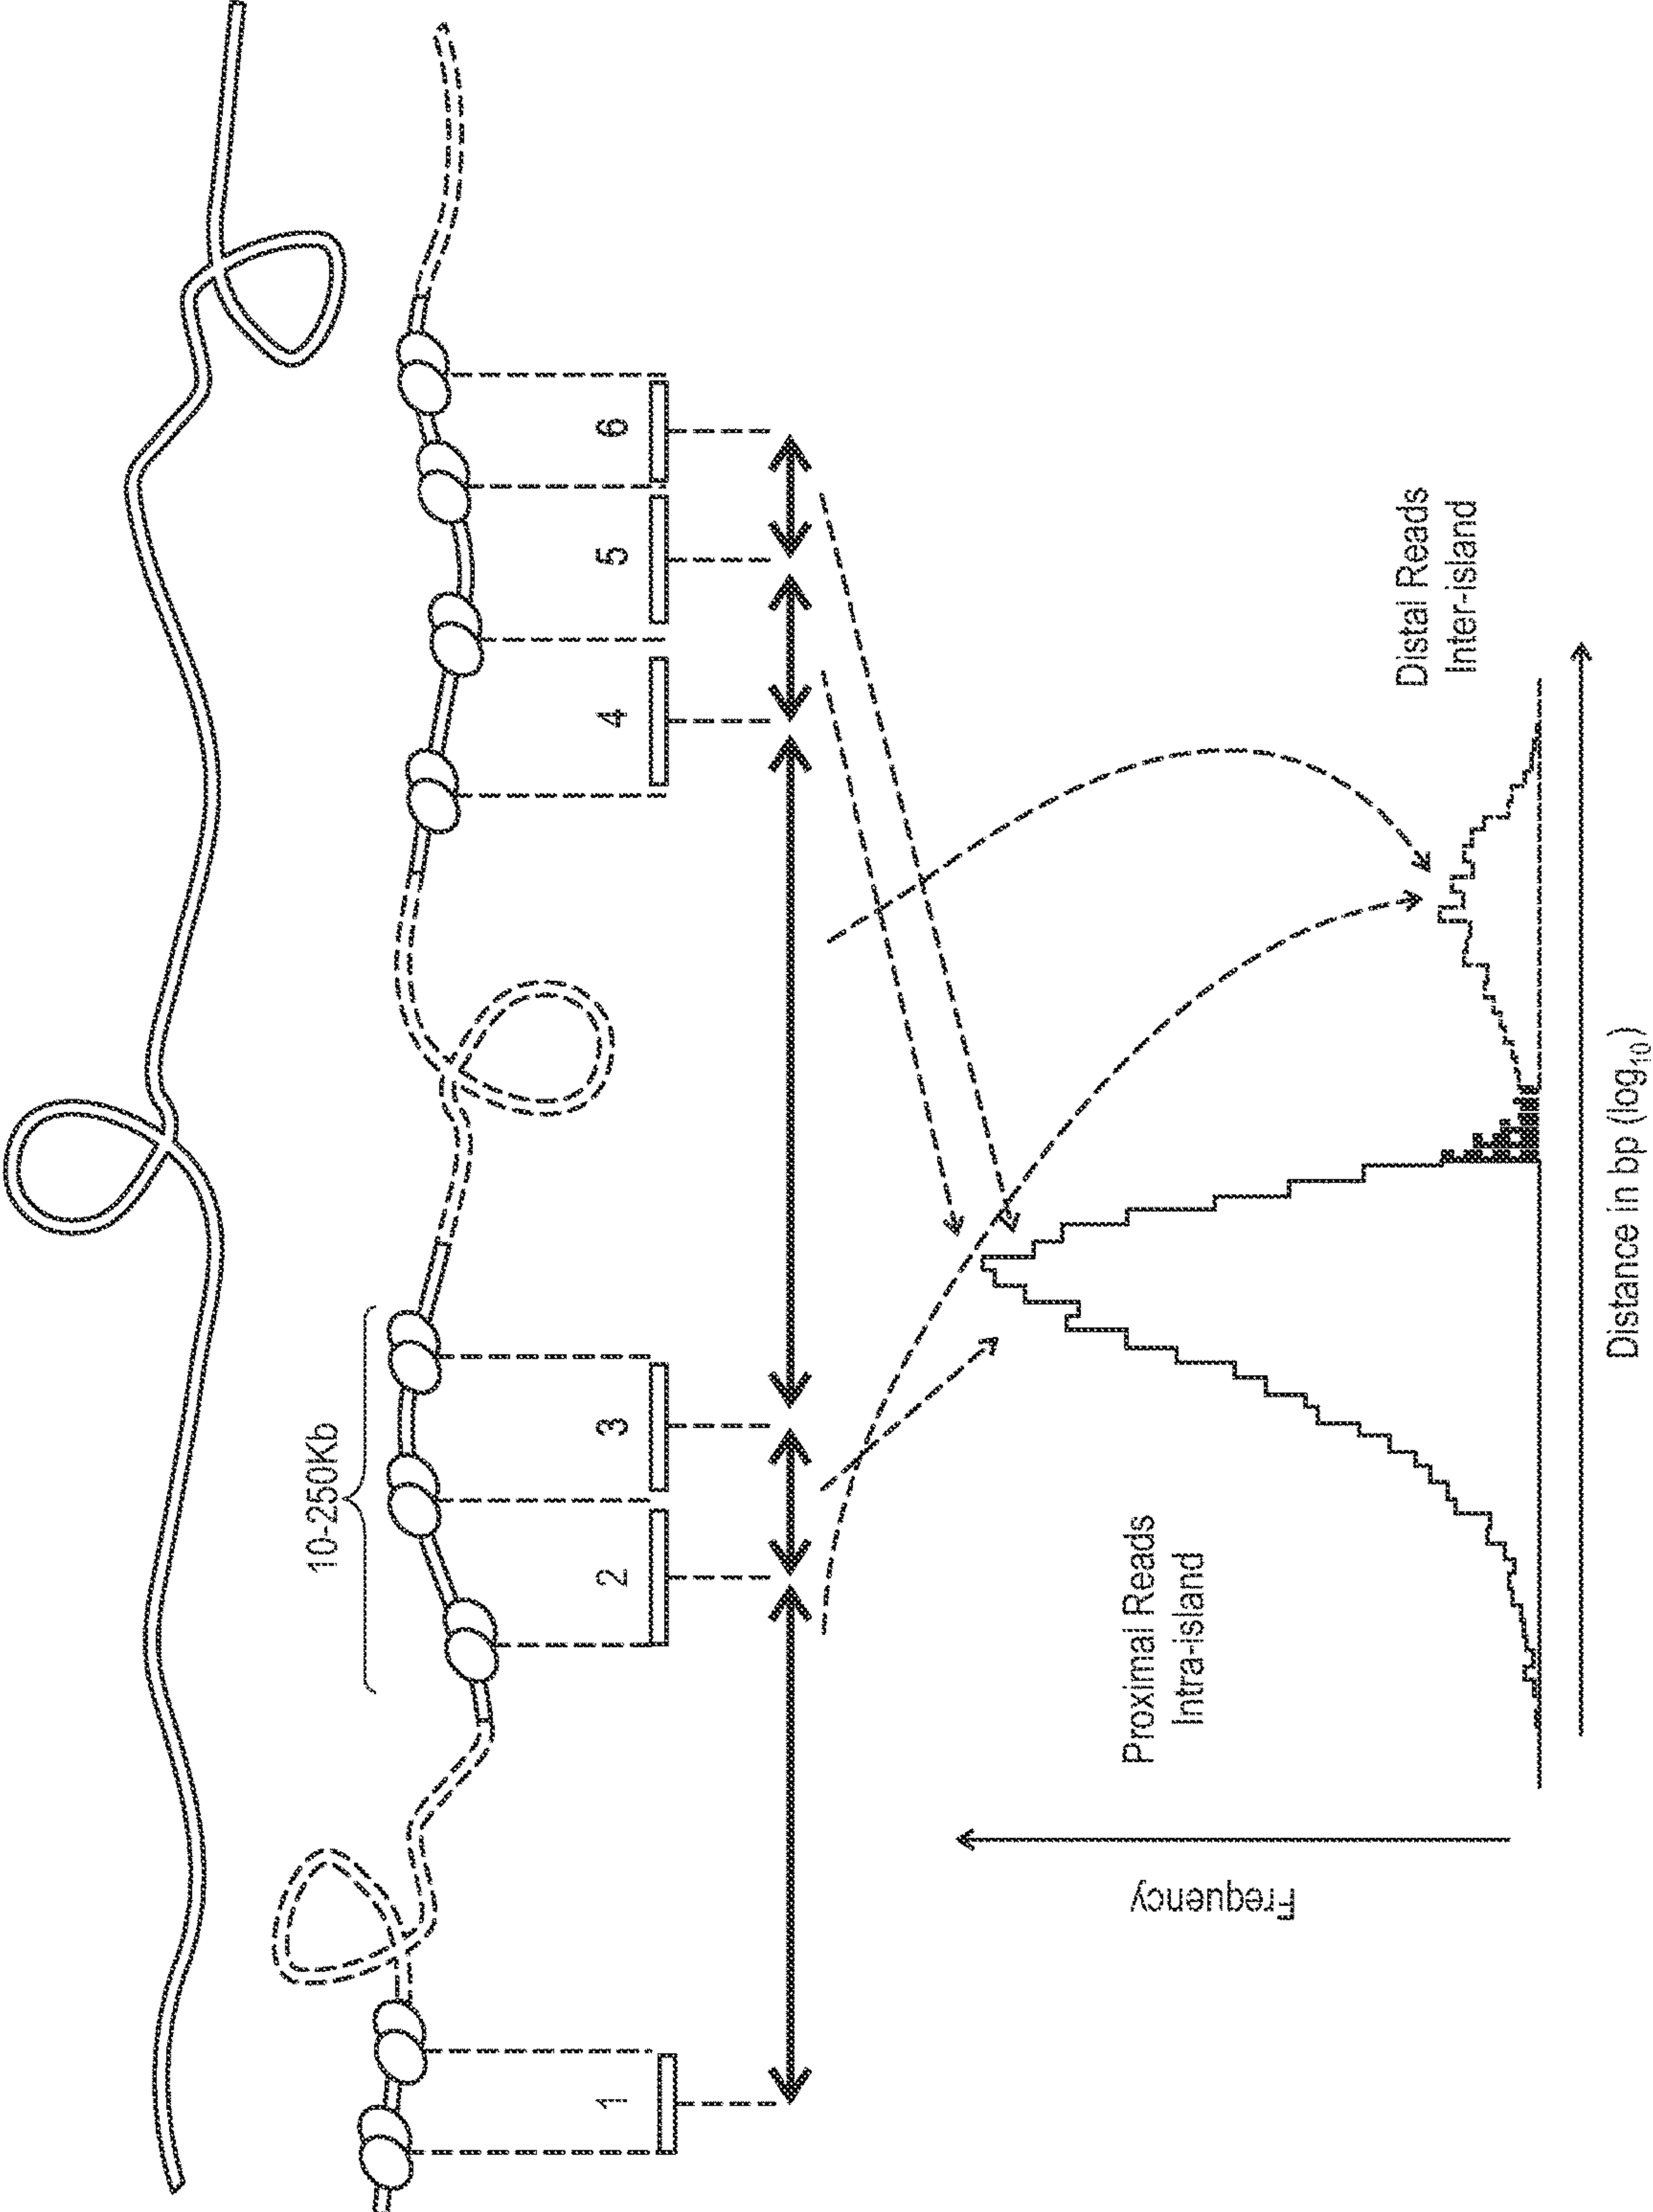 10-250Kb
1
2
3
4
5
6
Proximal Reads
Intra-island
Distal Reads
Inter-island
Frequency
Distance in bp (log₁₀)